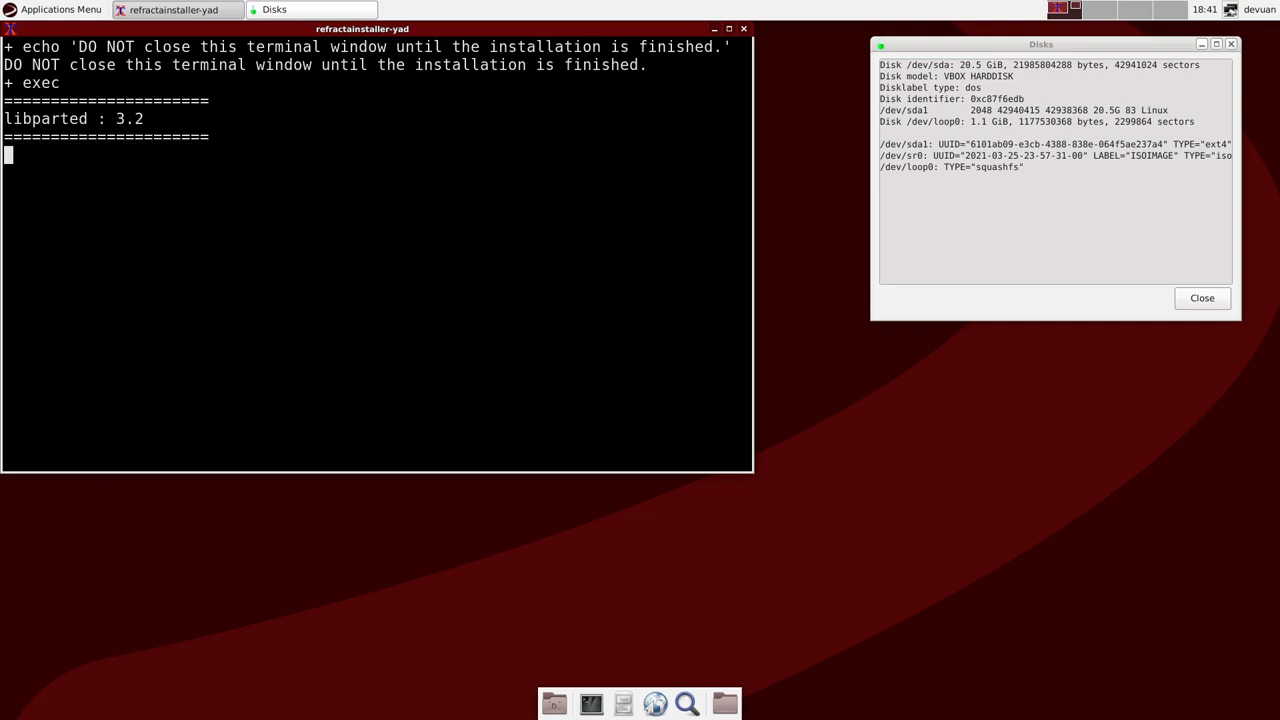 Applications Menu
refractainstaller-yad
Disks
18:41
devuan
refractainstaller-yad
+ echo 'DO NOT close this terminal window until the installation is finished.'
DO NOT close this terminal window until the installation is finished.
+ exec
======================
libparted : 3.2
======================
Disks
Disk /dev/sda: 20.5 GiB, 21985804288 bytes, 42941024 sectors
Disk model: VBOX HARDDISK
Disklabel type: dos
Disk identifier: 0xc87f6edb
/dev/sda1 2048 42940415 42938368 20.5G 83 Linux
Disk /dev/loop0: 1.1 GiB, 1177530368 bytes, 2299864 sectors
/dev/sda1: UUID="6101ab09-e3cb-4388-838e-064f5ae237a4" TYPE="ext4"
/dev/sr0: UUID="2021-03-25-23-57-31-00" LABEL="ISOIMAGE" TYPE="iso
/dev/loop0: TYPE="squashfs"
Close